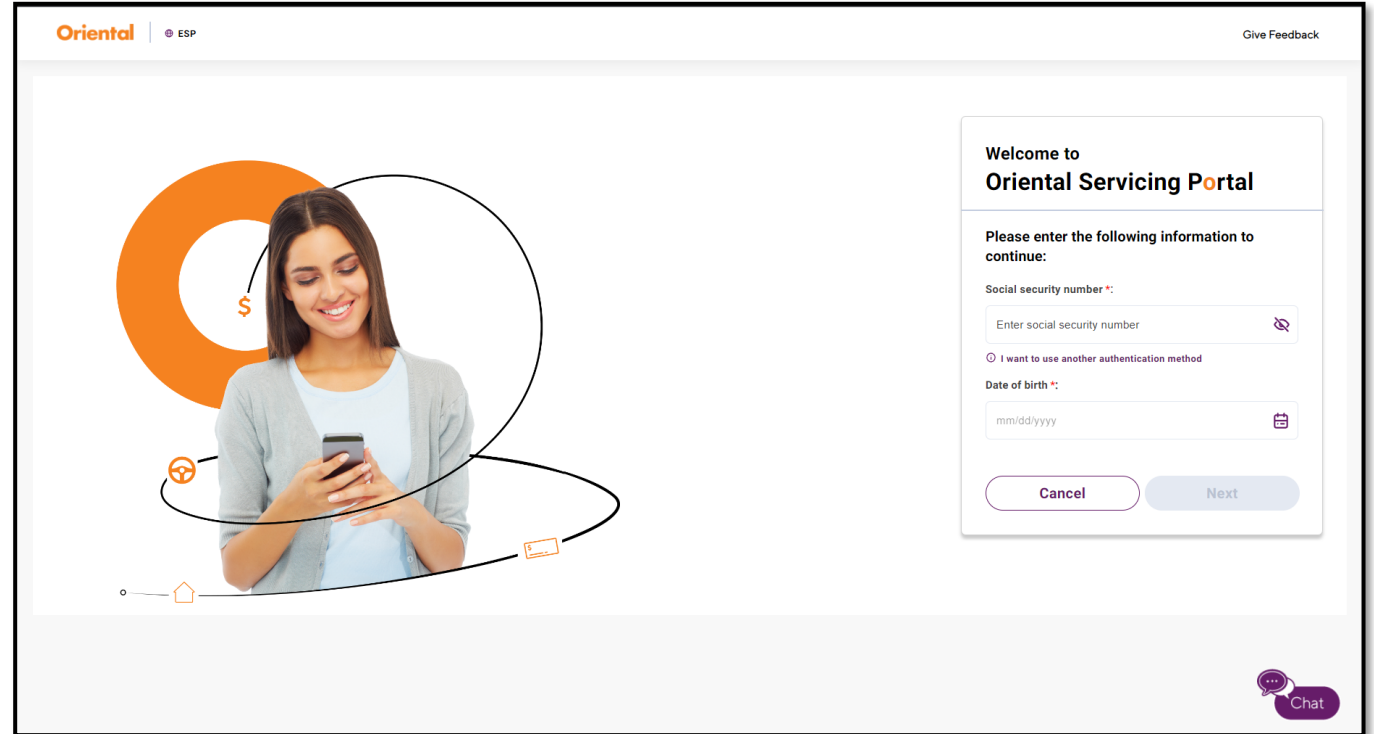 Oriental
ESP
Give Feedback
Welcome to
Oriental Servicing Portal
Please enter the following information to
continue:
Social security number *:
Enter social security number
I want to use another authentication method
Date of birth *:
mm/dd/yyyy
Cancel
Next
$
$
Chat